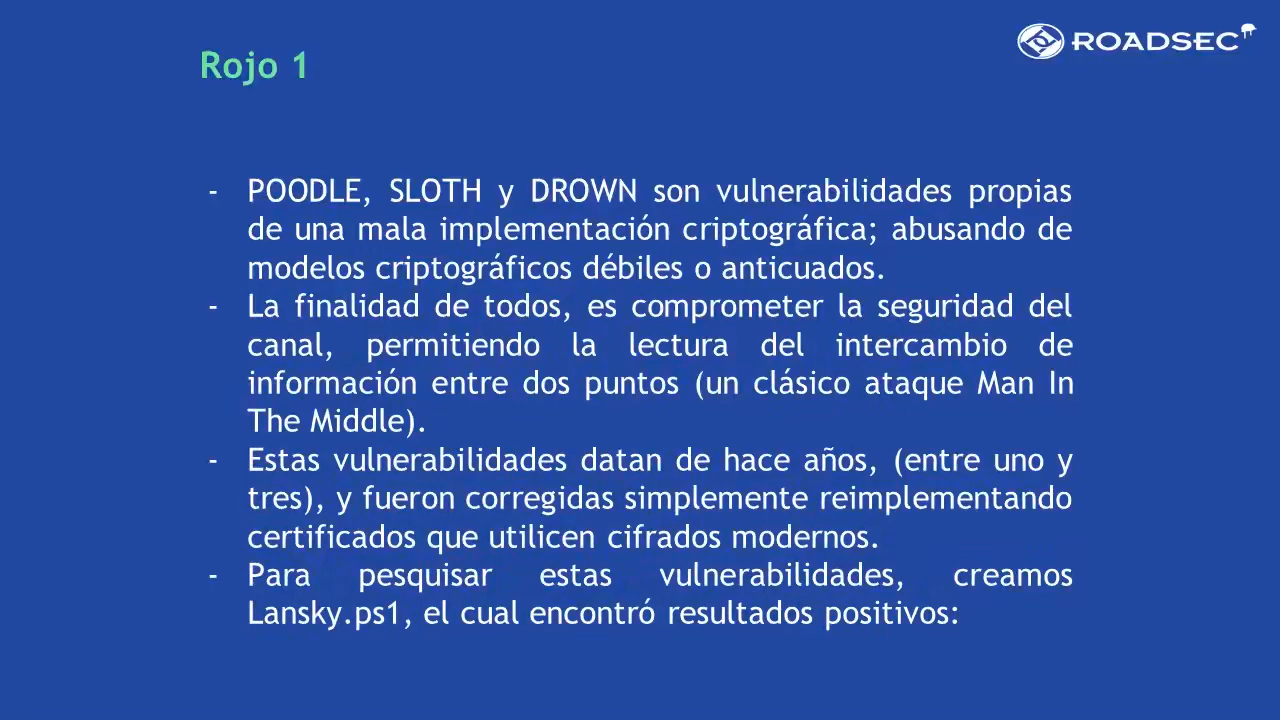 Rojo 1
ROADSEC
- POODLE, SLOTH y DROWN son vulnerabilidades propias
de una mala implementación criptográfica; abusando de
modelos criptográficos débiles o anticuados.
- La finalidad de todos, es comprometer la seguridad del
canal, permitiendo la lectura del intercambio de
información entre dos puntos (un clásico ataque Man In
The Middle).
- Estas vulnerabilidades datan de hace años, (entre uno y
tres), y fueron corregidas simplemente reimplementando
certificados que utilicen cifrados modernos.
- Para pesquisar estas vulnerabilidades, creamos
Lansky.ps1, el cual encontró resultados positivos: